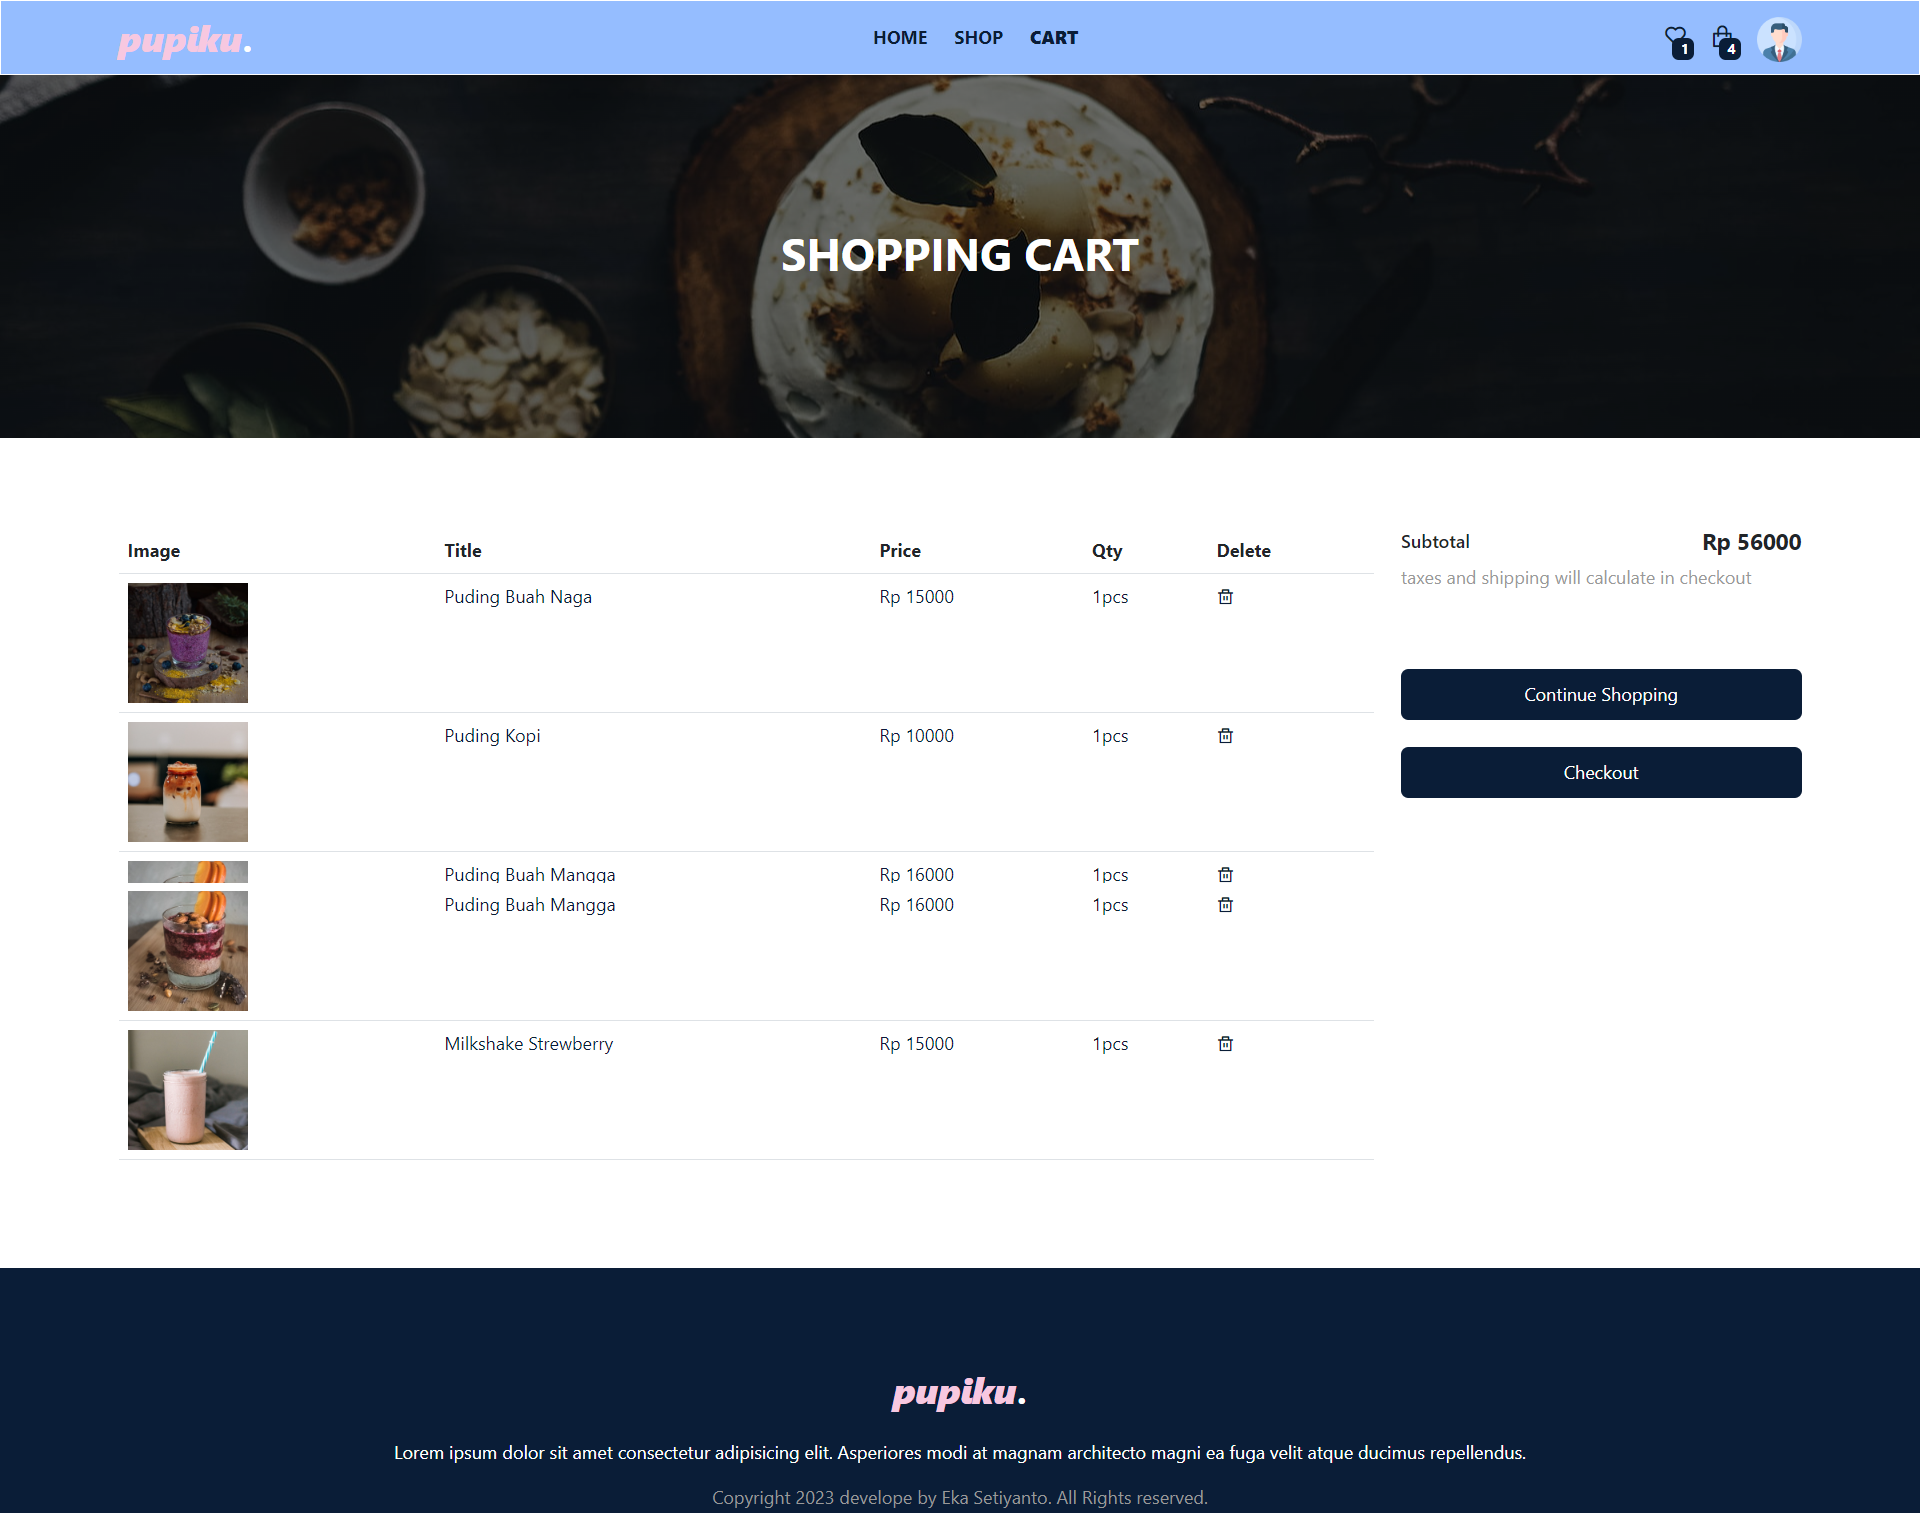 pupiku.
HOME SHOP CART
1 4
SHOPPING CART
Image Title Price Qty Delete
Puding Buah Naga Rp 15000 1pcs
Puding Kopi Rp 10000 1pcs
Puding Buah Mangga Rp 16000 1pcs
Puding Buah Mangga Rp 16000 1pcs
Milkshake Strewberry Rp 15000 1pcs
Subtotal Rp 56000
taxes and shipping will calculate in checkout
Continue Shopping
Checkout
pupiku.
Lorem ipsum dolor sit amet consectetur adipisicing elit. Asperiores modi at magnam architecto magni ea fuga velit atque ducimus repellendus.
Copyright 2023 develope by Eka Setiyanto. All Rights reserved.